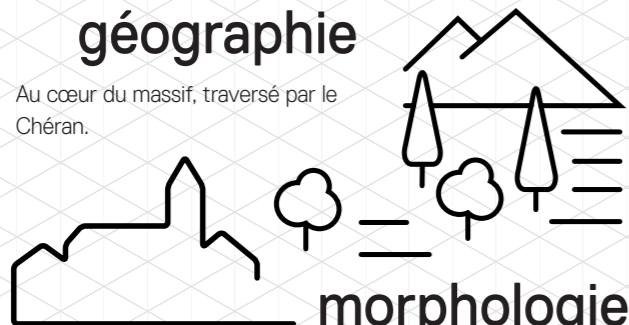 géographie
Au cœur du massif, traversé par le
Chéran.
morphologie